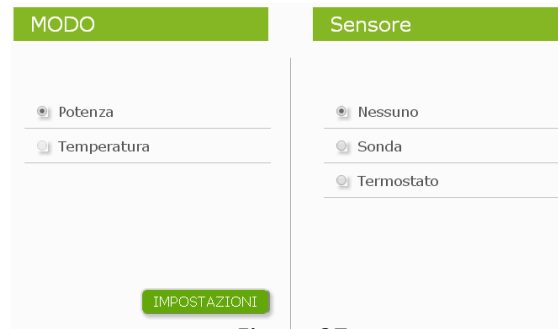 MODO
Potenza
Temperatura
IMPOSTAZIONI
Sensore
Nessuno
Sonda
Termostato